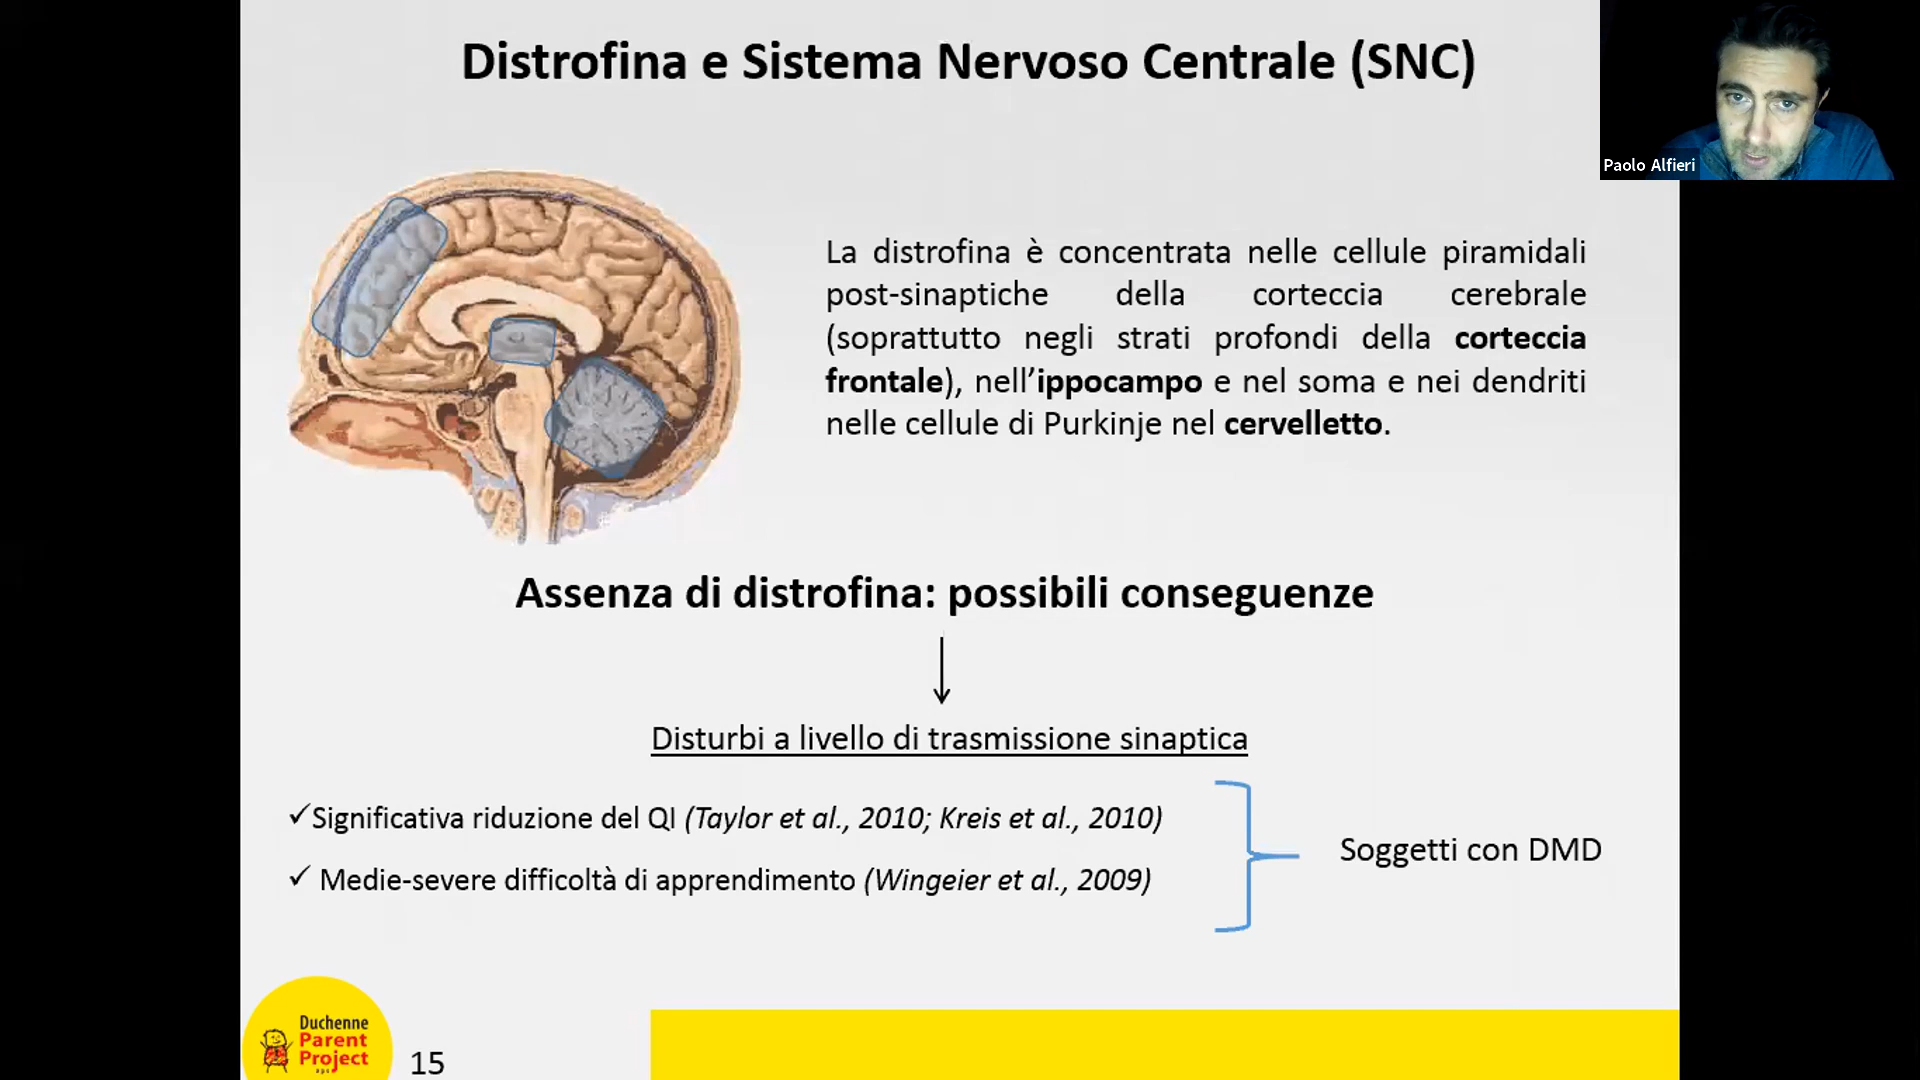 Distrofina e Sistema Nervoso Centrale (SNC)
Paolo Alfieri
La distrofina è concentrata nelle cellule piramidali
post-sinaptiche della corteccia cerebrale
(soprattutto negli strati profondi della corteccia
frontale), nell’ippocampo e nel soma e nei dendriti
nelle cellule di Purkinje nel cervelletto.
Assenza di distrofina: possibili conseguenze
Disturbi a livello di trasmissione sinaptica
✓Significativa riduzione del QI (Taylor et al., 2010; Kreis et al., 2010)
✓ Medie-severe difficoltà di apprendimento (Wingeier et al., 2009)
Soggetti con DMD
Duchenne
Parent
Project
aps
15